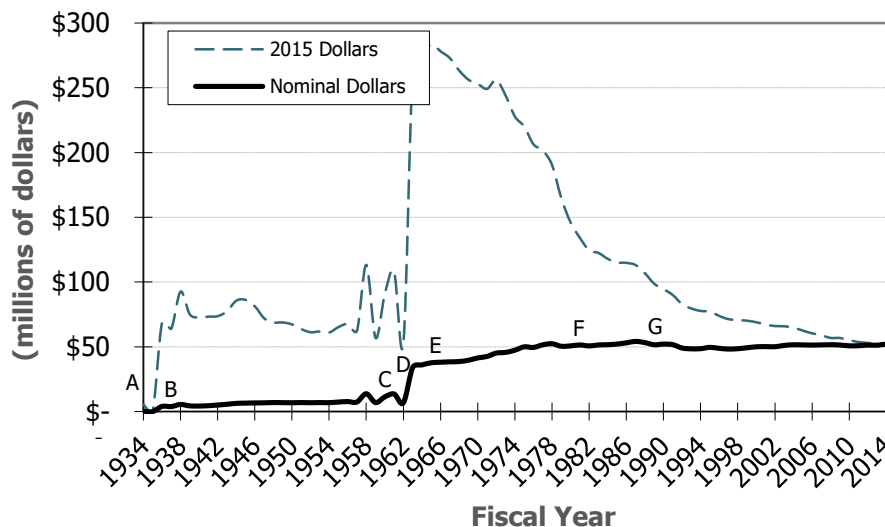 $300
$250
$200
$150
$100
$50
$-
-
(millions of dollars)
2015 Dollars
Nominal Dollars
A
B
C
D
E
F
G
1934
1938
1942
1946
1950
1954
1958
1962
1966
1970
1974
1978
1982
1986
1990
1994
1998
2002
2006
2010
2014
Fiscal Year